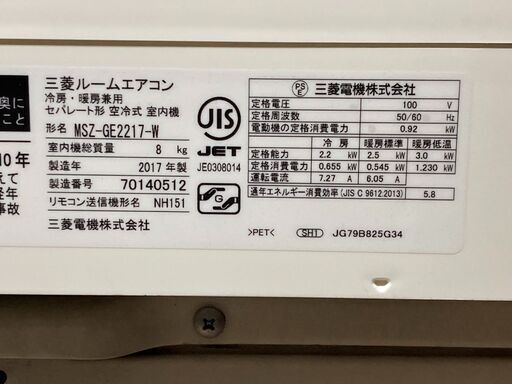 奥に
こと
10年
えて
経年
事故
三菱ルームエアコン
冷房・暖房兼用
セパレート形 空冷式 室内機
形名 MSZ-GE2217-W
室内機総質量 8 kg
製造年 2017年製
製造番号 70140512
リモコン送信機形名 NH151
三菱電機株式会社
JIS
JET
JE0308014
G
PS
E
三菱電機株式会社
定格電圧 100 V
定格周波数 50/60 Hz
電動機の定格消費電力 0.92 kW
冷房 暖房標準 暖房低温
定格能力 2.2 kW 2.5 kW 3.0 kW
定格消費電力 0.655 kW 0.545 kW 1.230 kW
運転電流 7.27 A 6.05 A
通年エネルギー消費効率(JIS C 9612:2013) 5.8
>PET< SH1 JG79B825G34